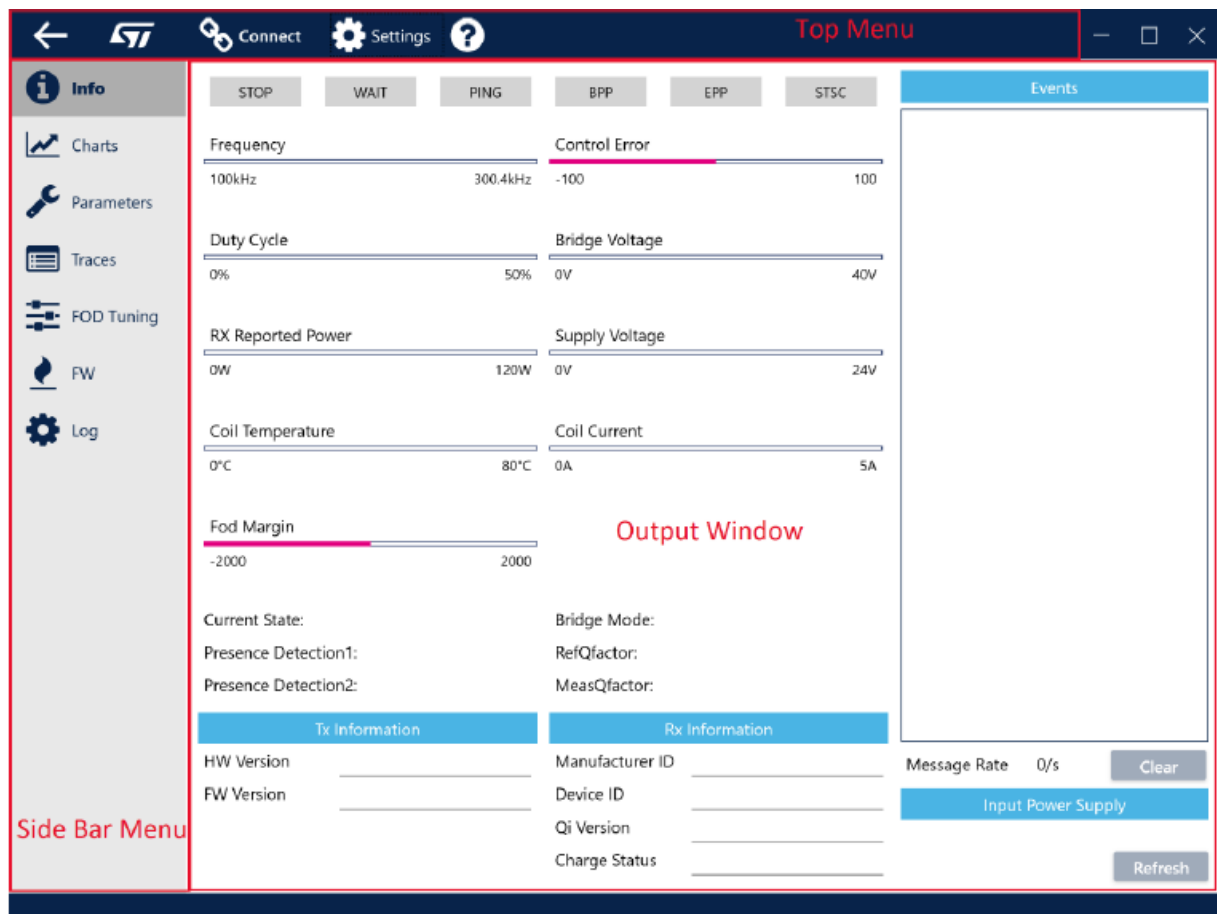 ST Connect Settings ? Top Menu
Info
Charts
Parameters
Traces
FOD Tuning
FW
Log
Side Bar Menu
STOP WAIT PING BPP EPP STSC
Frequency
100kHz 300.4kHz
Control Error
-100 100
Duty Cycle
0% 50%
Bridge Voltage
0V 40V
RX Reported Power
0W 120W
Supply Voltage
0V 24V
Coil Temperature
0°C 80°C
Coil Current
0A 5A
Fod Margin
-2000 2000
Output Window
Current State:
Presence Detection1:
Presence Detection2:
Bridge Mode:
RefQfactor:
MeasQfactor:
Tx Information
HW Version
FW Version
Rx Information
Manufacturer ID
Device ID
Qi Version
Charge Status
Events
Message Rate 0/s Clear
Input Power Supply
Refresh